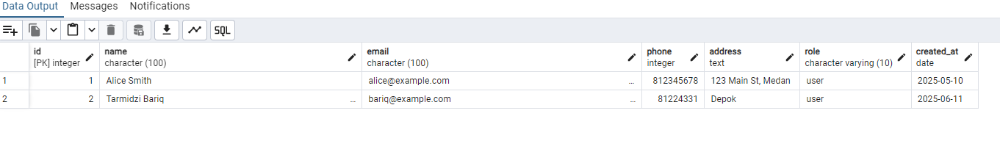 Data Output Messages Notifications
SQL
id name email phone address role created_at
[PK] integer character (100) character (100) integer text character varying (10) date
1 1 Alice Smith alice@example.com ... 812345678 123 Main St, Medan user 2025-05-10
2 2 Tarmidzi Bariq ... bariq@example.com ... 81224331 Depok user 2025-06-11